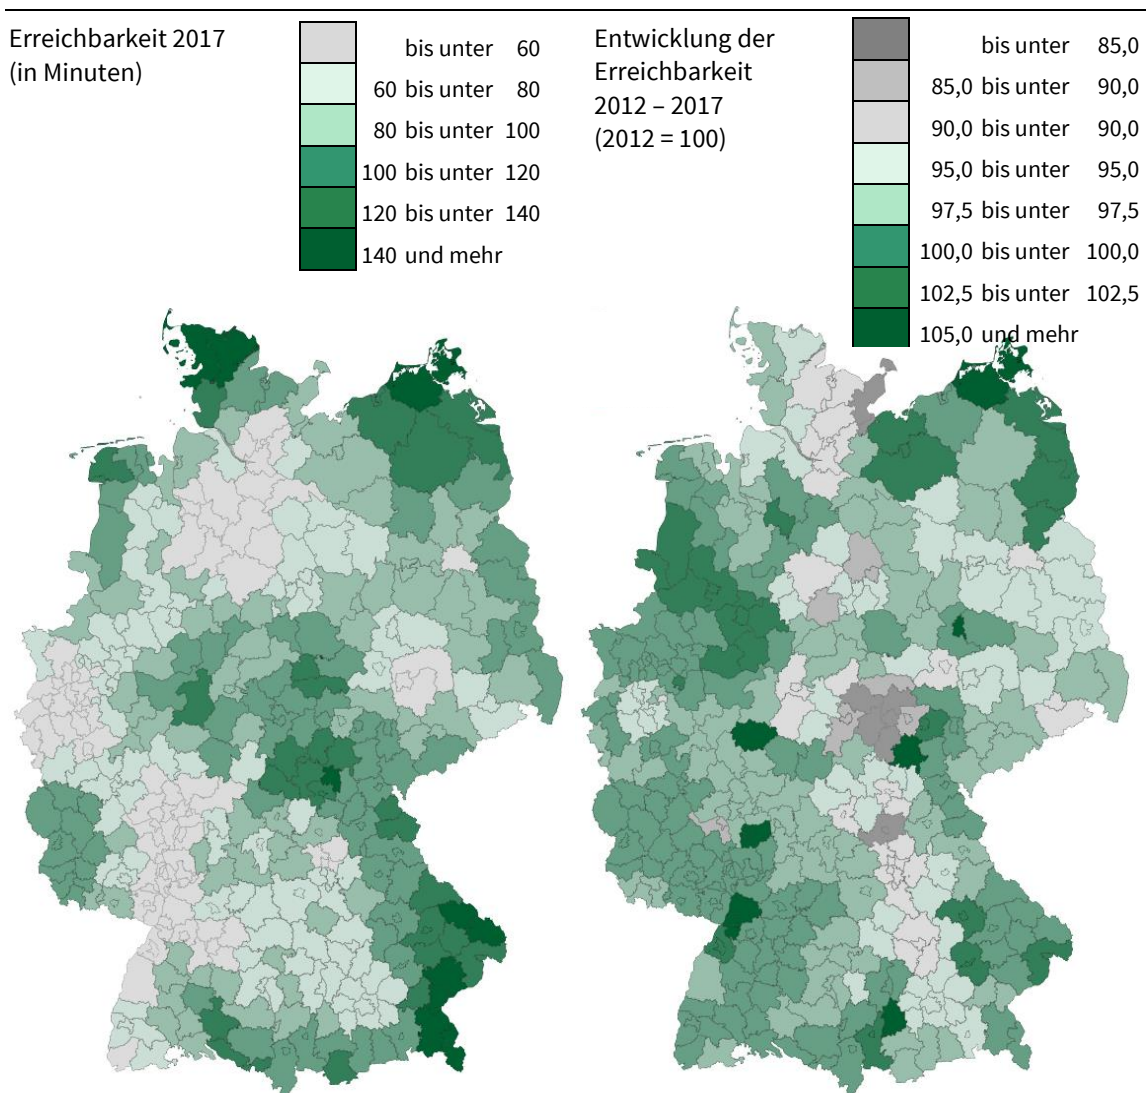 Erreichbarkeit 2017
(in Minuten)
bis unter 60
60 bis unter 80
80 bis unter 100
100 bis unter 120
120 bis unter 140
140 und mehr
Entwicklung der
Erreichbarkeit
2012 – 2017
(2012 = 100)
bis unter 85,0
85,0 bis unter 90,0
90,0 bis unter 90,0
95,0 bis unter 95,0
97,5 bis unter 97,5
100,0 bis unter 100,0
102,5 bis unter 102,5
105,0 und mehr